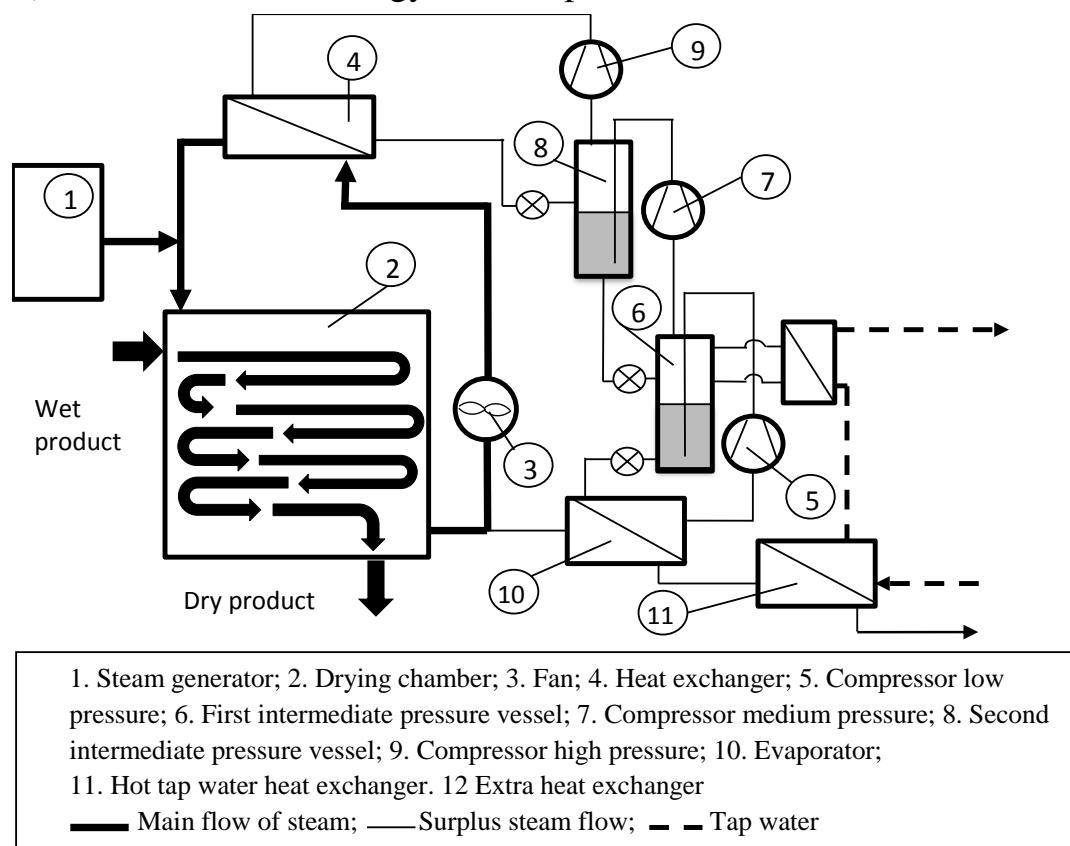 9
4
8
7
1
2
6
Wet
product
3
5
10
Dry product
11
1. Steam generator; 2. Drying chamber; 3. Fan; 4. Heat exchanger; 5. Compressor low
pressure; 6. First intermediate pressure vessel; 7. Compressor medium pressure; 8. Second
intermediate pressure vessel; 9. Compressor high pressure; 10. Evaporator;
11. Hot tap water heat exchanger. 12 Extra heat exchanger
Main flow of steam; Surplus steam flow; Tap water